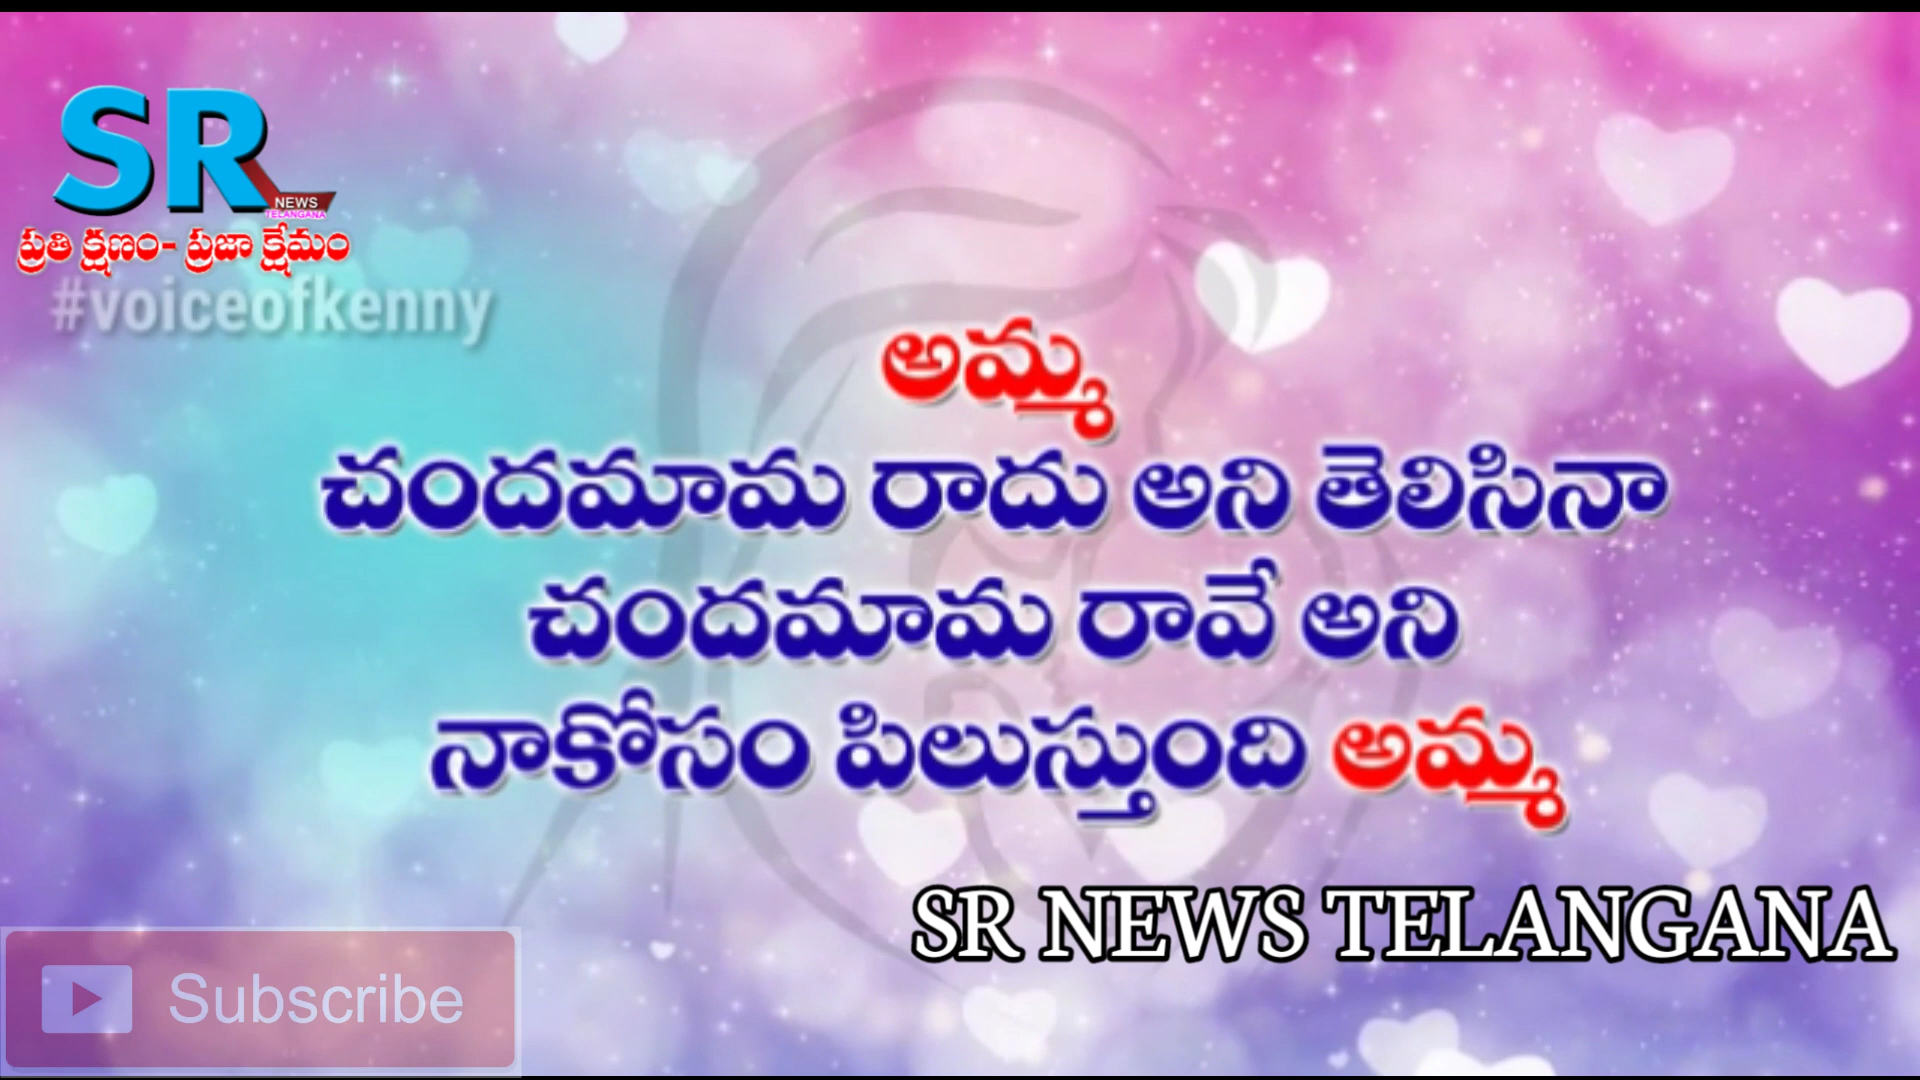 SR
NEWS
TELANGANA
ప్రతి క్షణం- ప్రజా క్షేమం
#voiceofkenny
అమ్మ
చందమామ రాదు అని తెలిసినా
చందమామ రావే అని
నాకోసం పిలుస్తుంది అమ్మ
SR NEWS TELANGANA
Subscribe